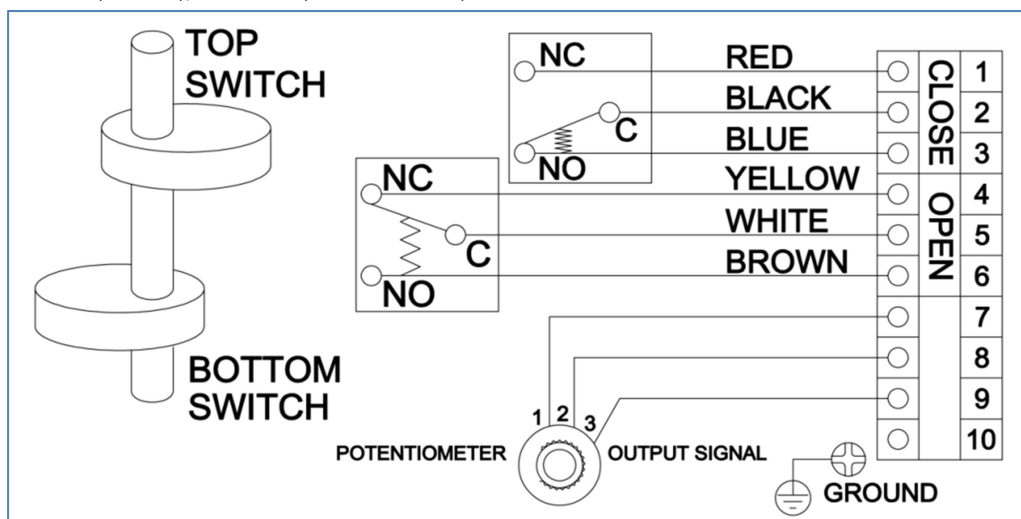 TOP
SWITCH
BOTTOM
SWITCH
NC
C
NO
NC
C
NO
RED
BLACK
BLUE
YELLOW
WHITE
BROWN
CLOSE
OPEN
1
2
3
4
5
6
7
8
9
10
1 2 3
POTENTIOMETER OUTPUT SIGNAL
GROUND